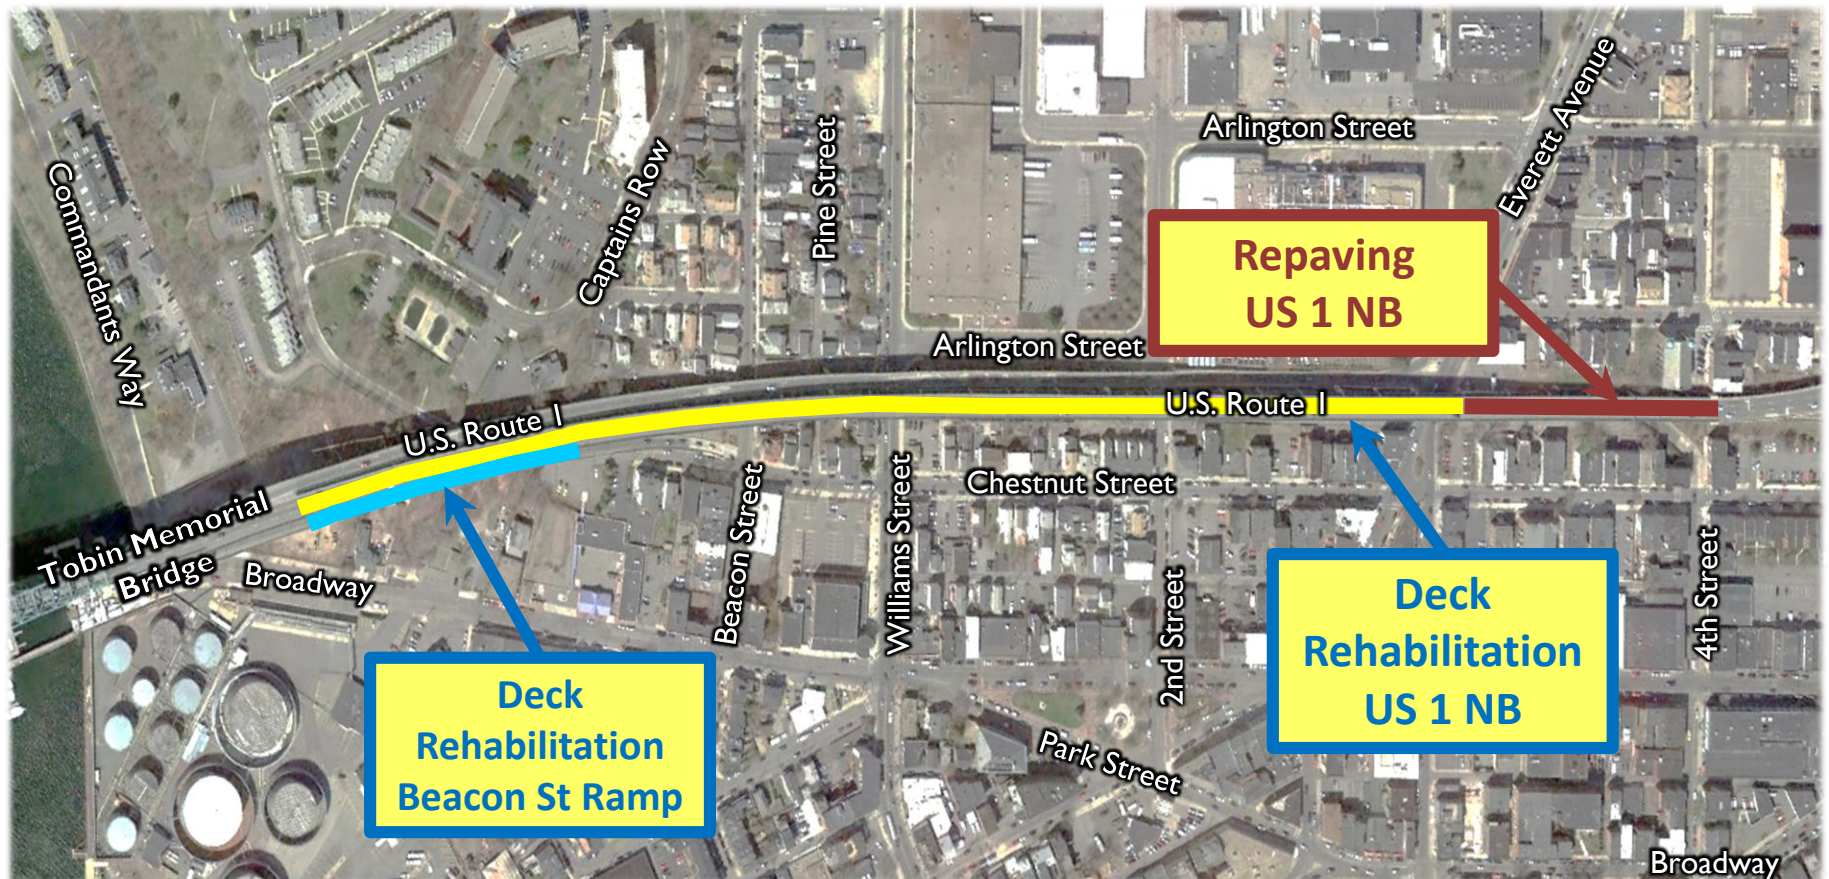 Arlington Street
Everett Avenue
Pine Street
Captains Row
Commandants Way
Repaving
US 1 NB
Arlington Street
U.S. Route 1
U.S. Route 1
Chestnut Street
Tobin Memorial
Bridge
Broadway
Beacon Street
Williams Street
2nd Street
4th Street
Deck
Rehabilitation
US 1 NB
Deck
Rehabilitation
Beacon St Ramp
Park Street
Broadway